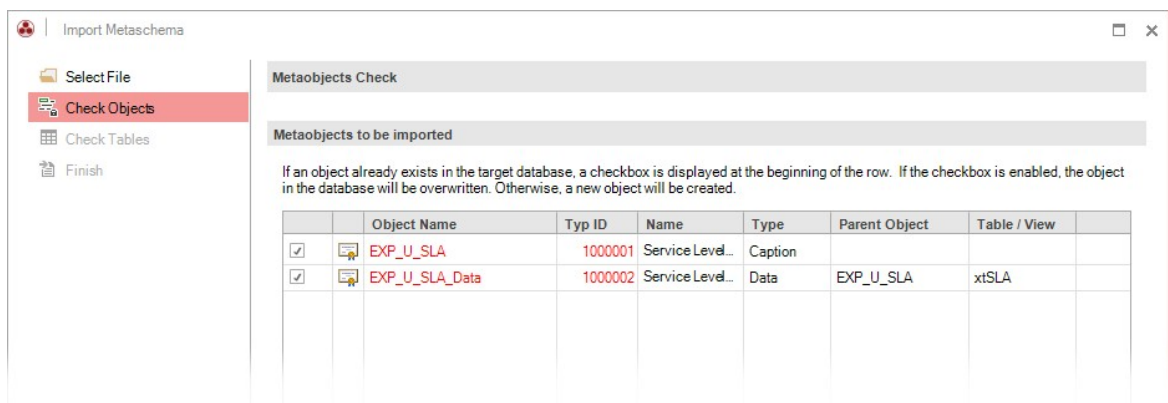 Import Metaschema
Select File
Check Objects
Check Tables
Finish
Metaobjects Check
Metaobjects to be imported
If an object already exists in the target database, a checkbox is displayed at the beginning of the row. If the checkbox is enabled, the object
in the database will be overwritten. Otherwise, a new object will be created.
Object Name Typ ID Name Type Parent Object Table / View
EXP_U_SLA 1000001 Service Level... Caption
EXP_U_SLA_Data 1000002 Service Level... Data EXP_U_SLA xtSLA